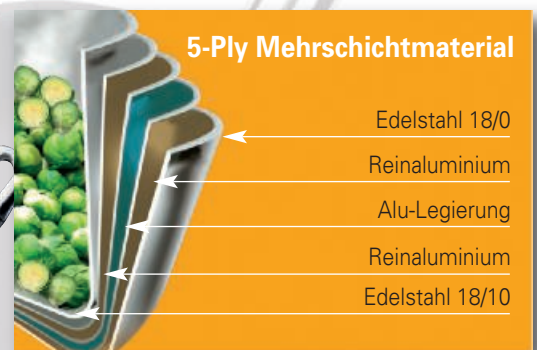 5-Ply Mehrschichtmaterial
Edelstahl 18/0
Reinaluminium
Alu-Legierung
Reinaluminium
Edelstahl 18/10